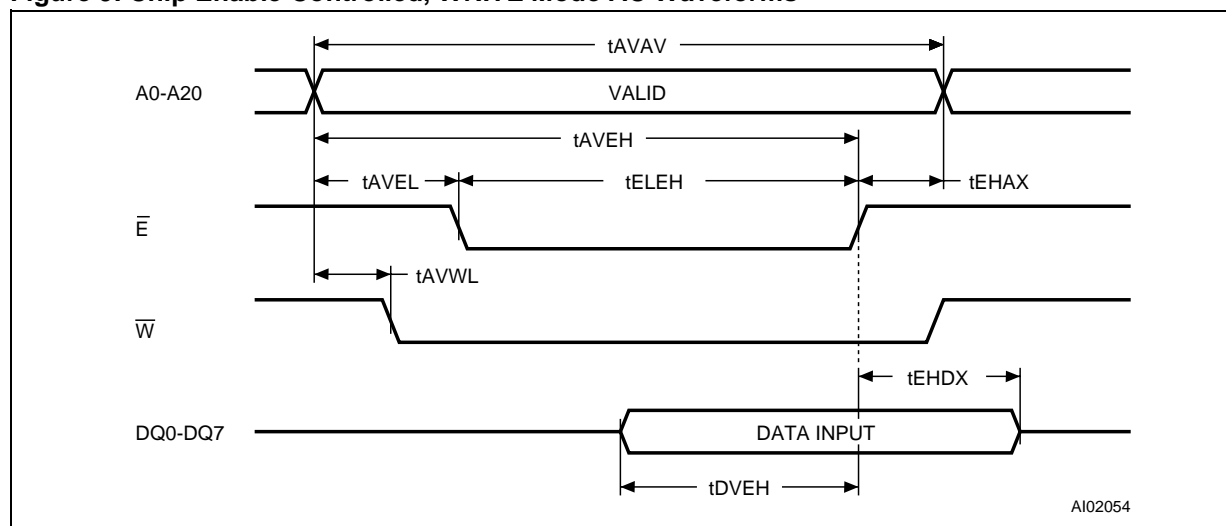 tAVAV
A0-A20
VALID
tAVEH
tAVEL
tELEH
tEHAX
E̅
tAVWL
W̅
tEHDX
DQ0-DQ7
DATA INPUT
tDVEH
AI02054